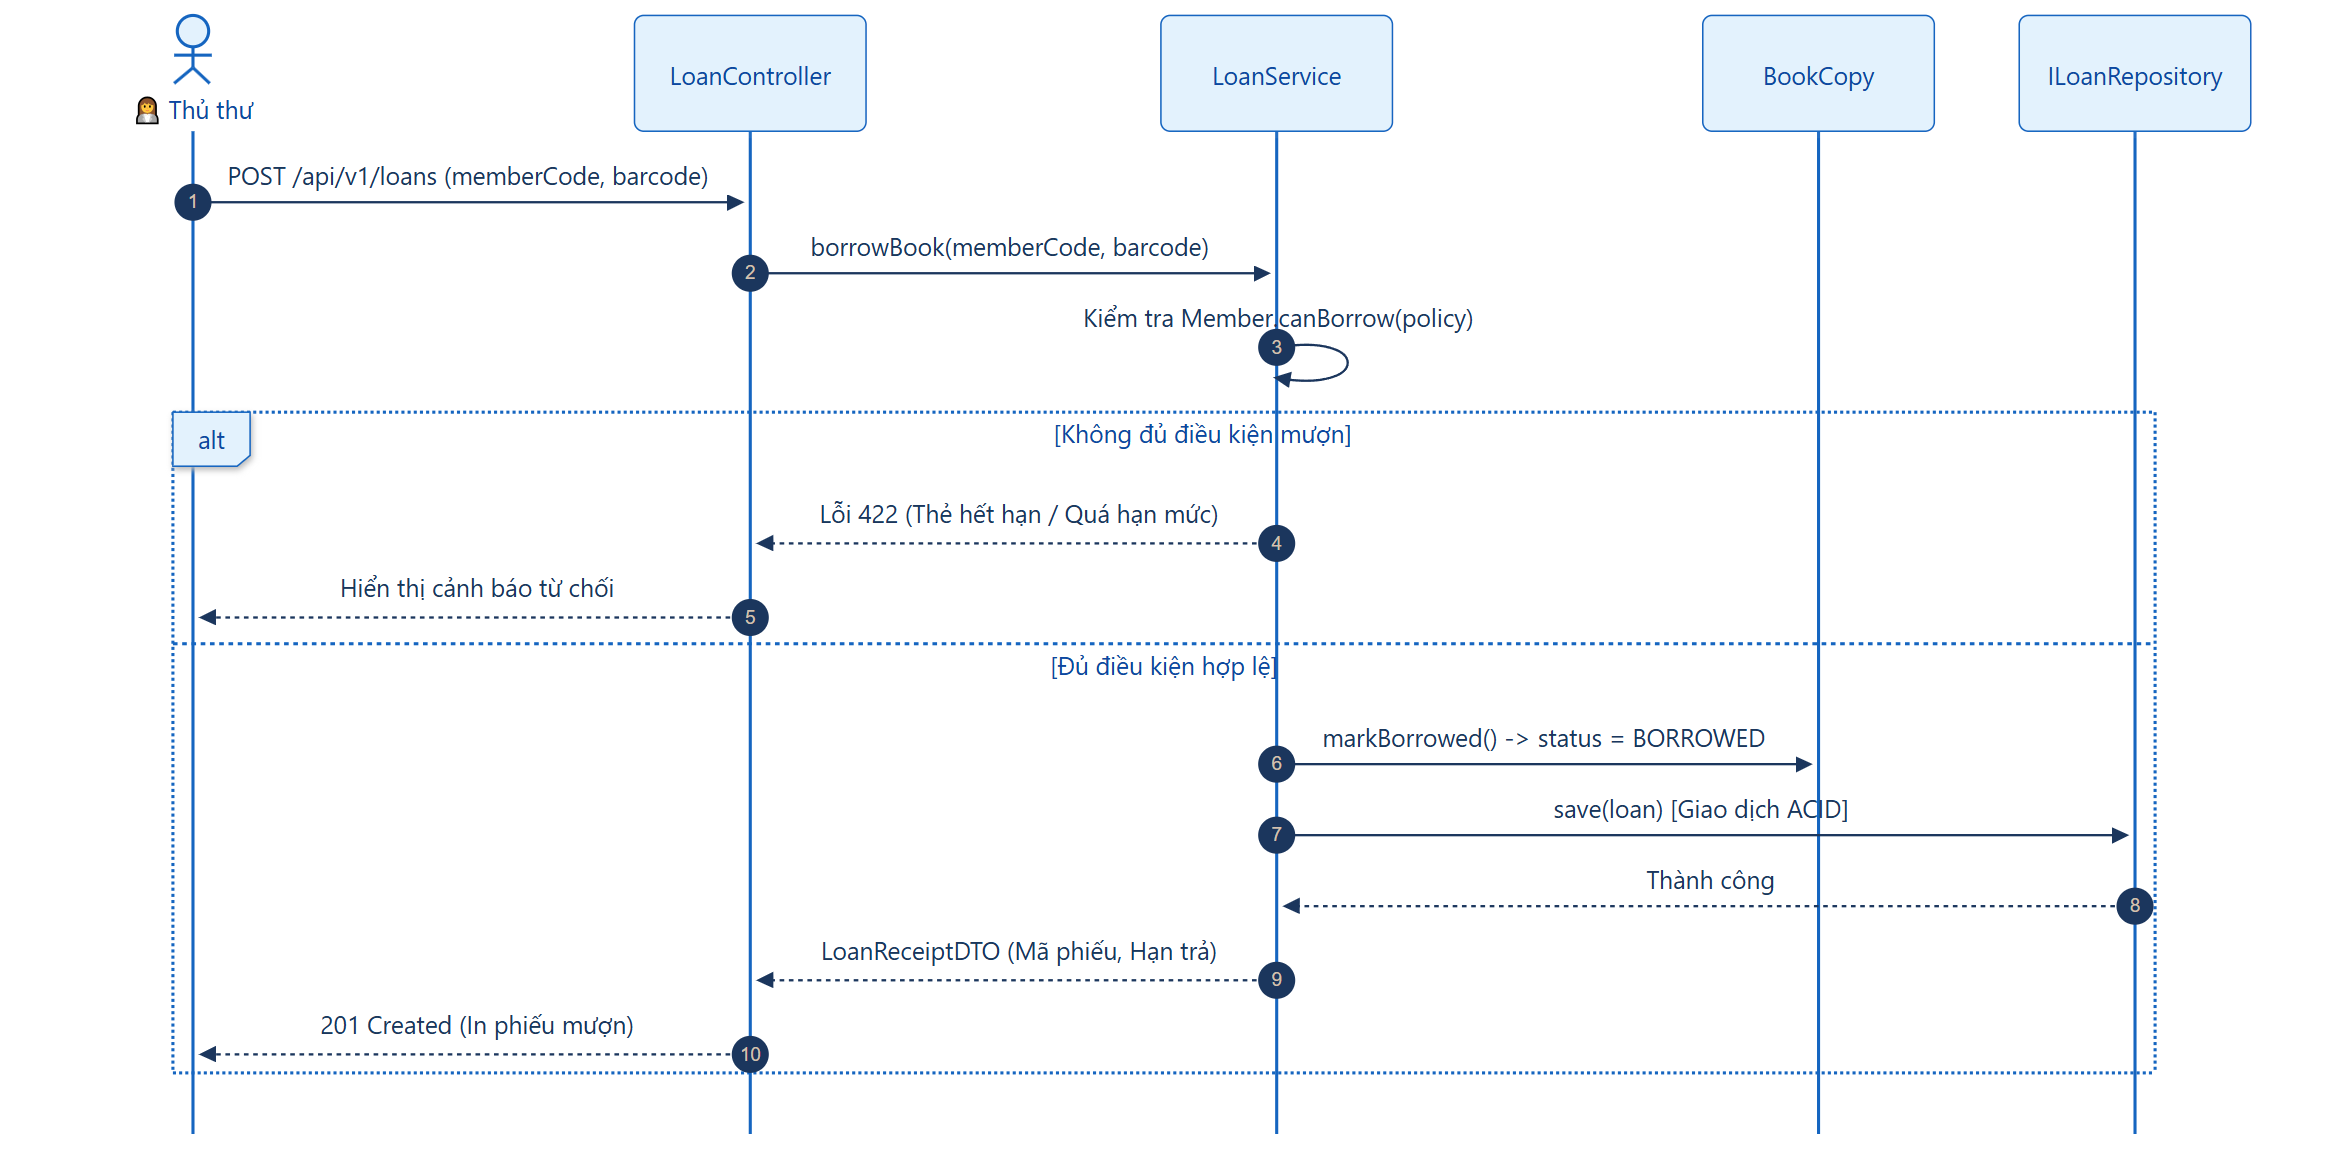 LoanController
LoanService
BookCopy
ILoanRepository
Thủ thư
POST /api/v1/loans (memberCode, barcode)
1
borrowBook(memberCode, barcode)
2
Kiểm tra Member.canBorrow(policy)
3
alt
[Không đủ điều kiện mượn]
Lỗi 422 (Thẻ hết hạn / Quá hạn mức)
4
Hiển thị cảnh báo từ chối
5
[Đủ điều kiện hợp lệ]
markBorrowed() -> status = BORROWED
6
save(loan) [Giao dịch ACID]
7
Thành công
8
LoanReceiptDTO (Mã phiếu, Hạn trả)
9
201 Created (In phiếu mượn)
10